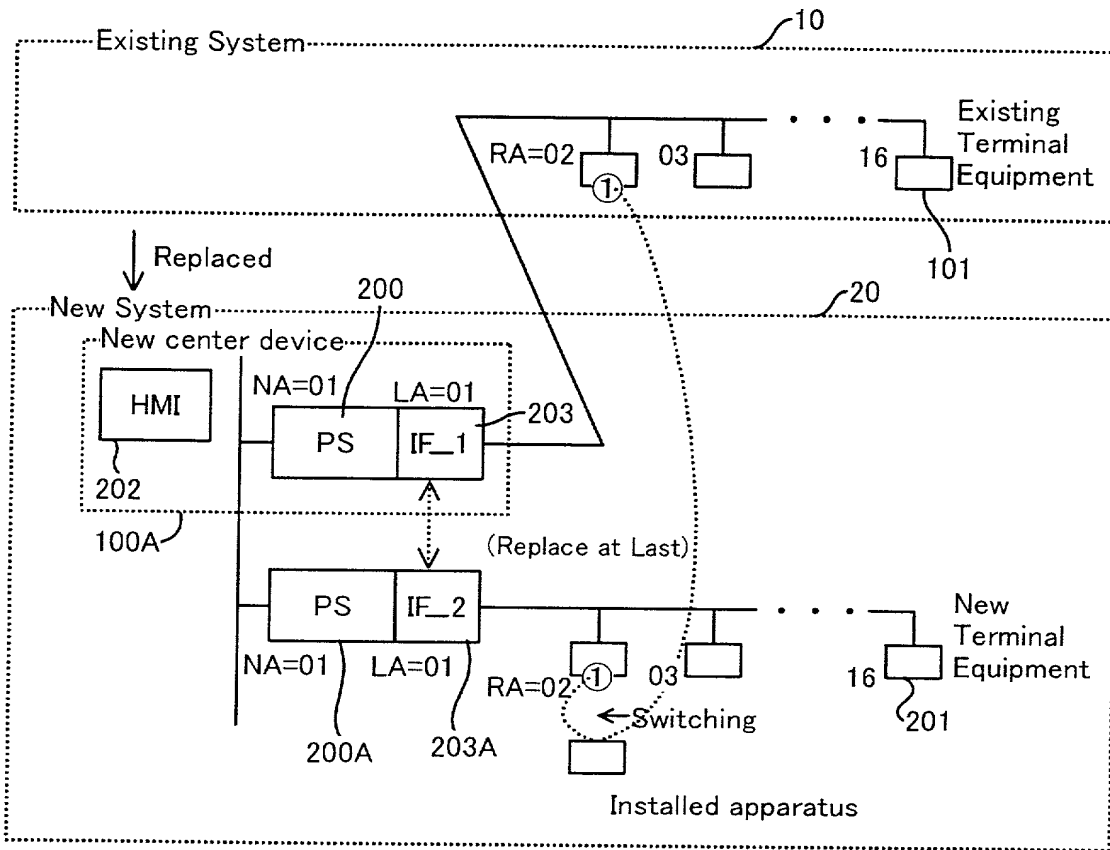 10
Existing System
RA=02
03
16
Existing
Terminal
Equipment
1
101
Replaced
20
New System
New center device
200
HMI
NA=01
LA=01
203
PS
IF_1
202
100A
(Replace at Last)
PS
IF_2
NA=01
LA=01
RA=02
1
03
16
New
Terminal
Equipment
Switching
201
200A
203A
Installed apparatus